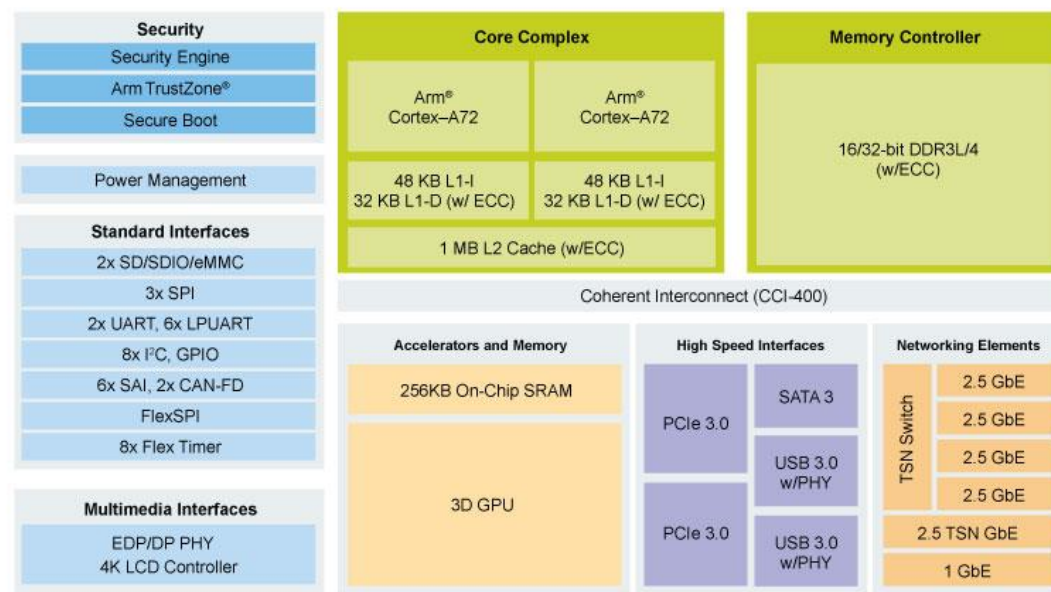 Security
Security Engine
Arm TrustZone®
Secure Boot
Power Management
Standard Interfaces
2x SD/SDIO/eMMC
3x SPI
2x UART, 6x LPUART
8x I²C, GPIO
6x SAI, 2x CAN-FD
FlexSPI
8x Flex Timer
Multimedia Interfaces
EDP/DP PHY
4K LCD Controller
Core Complex
Arm®
Cortex–A72
Arm®
Cortex–A72
48 KB L1-I
32 KB L1-D (w/ ECC)
48 KB L1-I
32 KB L1-D (w/ ECC)
1 MB L2 Cache (w/ECC)
Memory Controller
16/32-bit DDR3L/4
(w/ECC)
Coherent Interconnect (CCI-400)
Accelerators and Memory
256KB On-Chip SRAM
3D GPU
High Speed Interfaces
PCIe 3.0
PCIe 3.0
SATA 3
USB 3.0
w/PHY
USB 3.0
w/PHY
Networking Elements
TSN Switch
2.5 GbE
2.5 GbE
2.5 GbE
2.5 GbE
2.5 TSN GbE
1 GbE